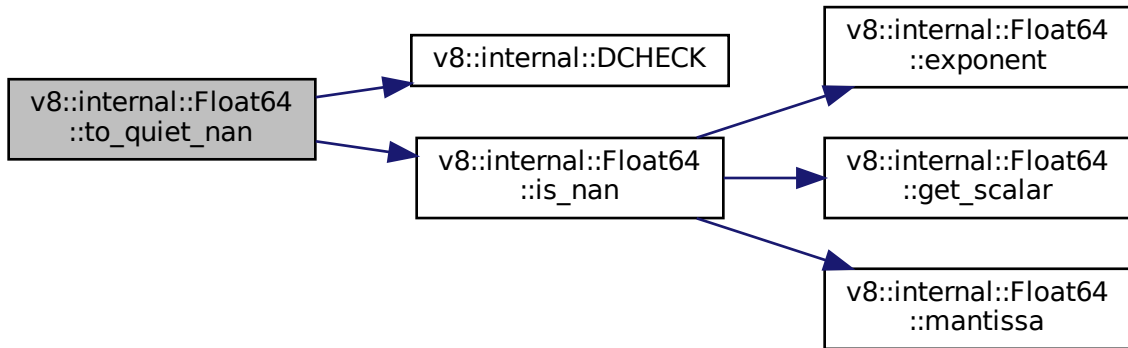 v8::internal::Float64
::to_quiet_nan
v8::internal::DCHECK
v8::internal::Float64
::is_nan
v8::internal::Float64
::exponent
v8::internal::Float64
::get_scalar
v8::internal::Float64
::mantissa